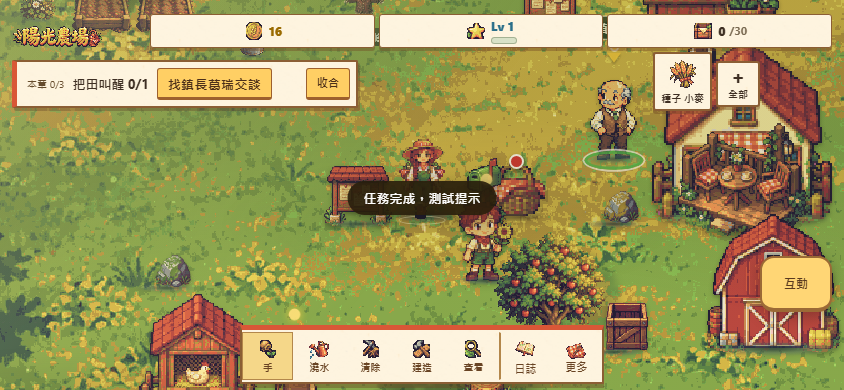 陽光農場
16
Lv 1
0 /30
本章 0/3 把田叫醒 0/1 找鎮長葛瑞交談 收合
種子 小麥
+
全部
任務完成，測試提示
互動
手 澆水 清除 建造 查看 日誌 更多